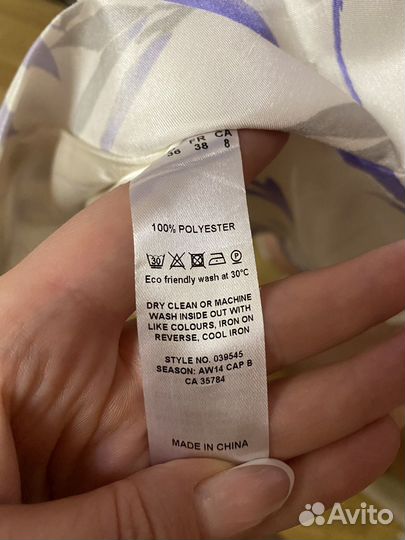 36 FR CA
38 8
100% POLYESTER
30 P
Eco friendly wash at 30°C
DRY CLEAN OR MACHINE
WASH INSIDE OUT WITH
LIKE COLOURS, IRON ON
REVERSE, COOL IRON
STYLE NO. 039545
SEASON: AW14 CAP B
CA 35784
MADE IN CHINA
Avito